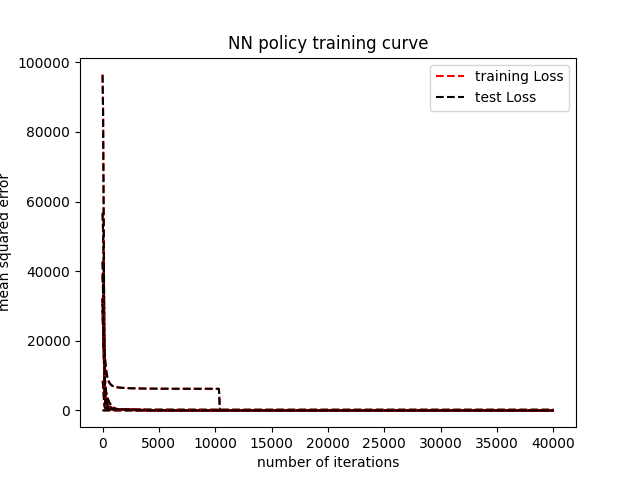 NN policy training curve
training Loss
test Loss
100000
80000
60000
40000
20000
0
mean squared error
0 5000 10000 15000 20000 25000 30000 35000 40000
number of iterations